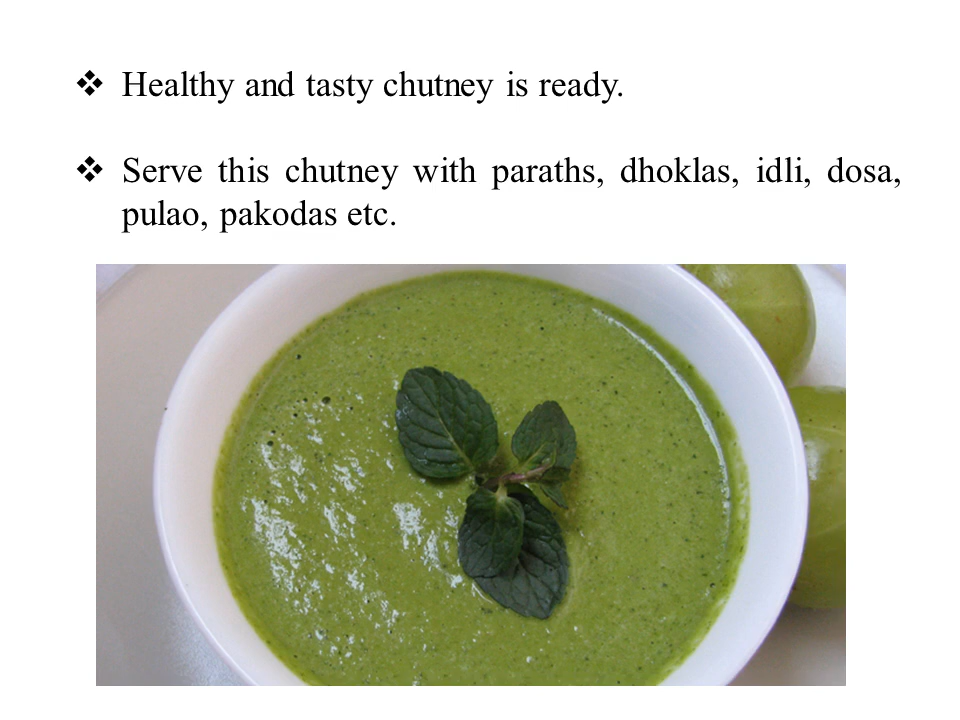 ❖ Healthy and tasty chutney is ready.
❖ Serve this chutney with paraths, dhoklas, idli, dosa,
pulao, pakodas etc.